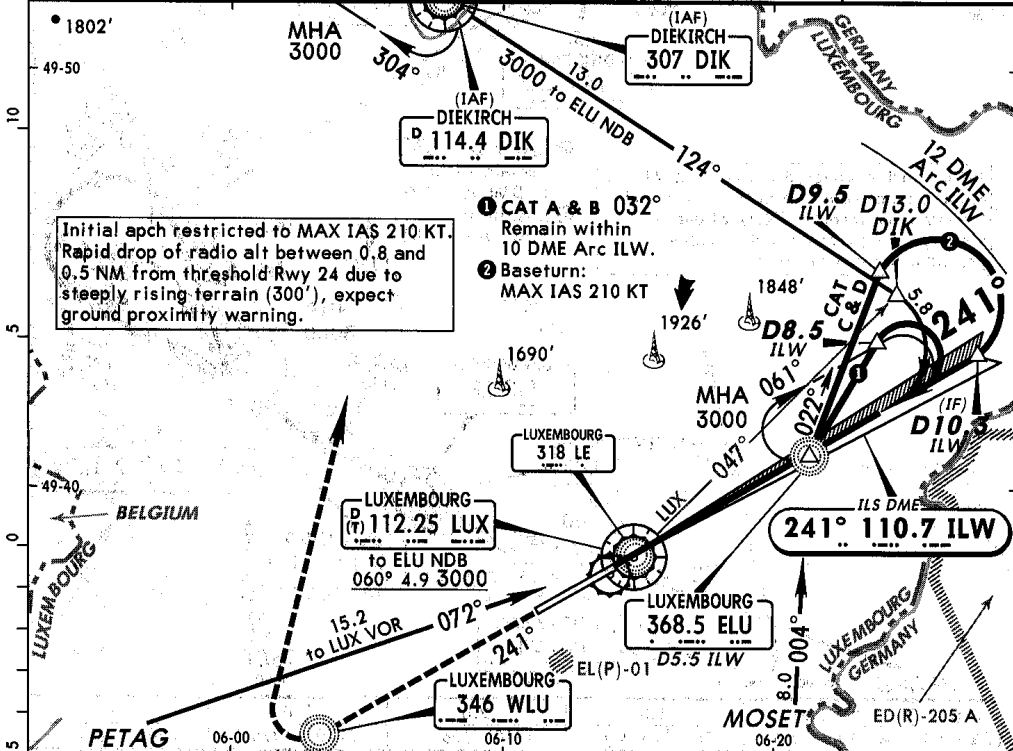 1802'
49-50
MHA
3000
304°
(IAF)
DIEKIRCH
307 DIK
13.0
3000 to ELU NDB
(IAF)
DIEKIRCH
D 114.4 DIK
124°
GERMANY
LUXEMBOURG
12 DME
Arc ILW
10
D9.5
ILW
D13.0
DIK
Initial apch restricted to MAX IAS 210 KT.
Rapid drop of radio alt between 0.8 and
0.5 NM from threshold Rwy 24 due to
steeply rising terrain (300'), expect
ground proximity warning.
1 CAT A & B 032°
Remain within
10 DME Arc ILW.
2 Baseturn:
MAX IAS 210 KT
CAT
C & D
5.8
2
241°
1848'
1926'
1690'
5
D8.5
ILW
1
MHA
3000
061°
022°
(IF)
D10.3
ILW
LUXEMBOURG
318 LE
LUX
047°
49-40
BELGIUM
LUXEMBOURG
0
LUXEMBOURG
D
(T) 112.25 LUX
to ELU NDB
060° 4.9 3000
ILS DME
241° 110.7 ILW
15.2
to LUX VOR
072°
241°
LUXEMBOURG
368.5 ELU
D5.5 ILW
EL(P)-01
8.0 004°
LUXEMBOURG
GERMANY
LUXEMBOURG
346 WLU
MOSET
ED(R)-205 A
PETAG
06-00
06-10
06-20
5